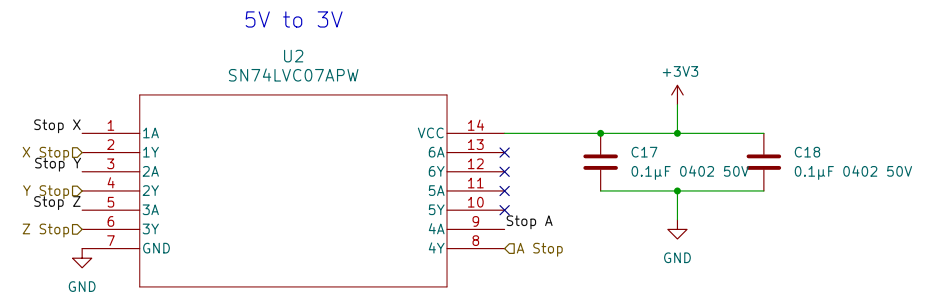 5V to 3V
U2
SN74LVC07APW
+3V3
Stop X 1 1A VCC 14
X Stop 2 1Y 6A 13 C17 C18
Stop Y 3 2A 6Y 12 0.1µF 0402 50V 0.1µF 0402 50V
Y Stop 4 2Y 5A 11
Stop Z 5 3A 5Y 10
Z Stop 6 3Y 4A 9 Stop A
7 GND 4Y 8 A Stop
GND GND